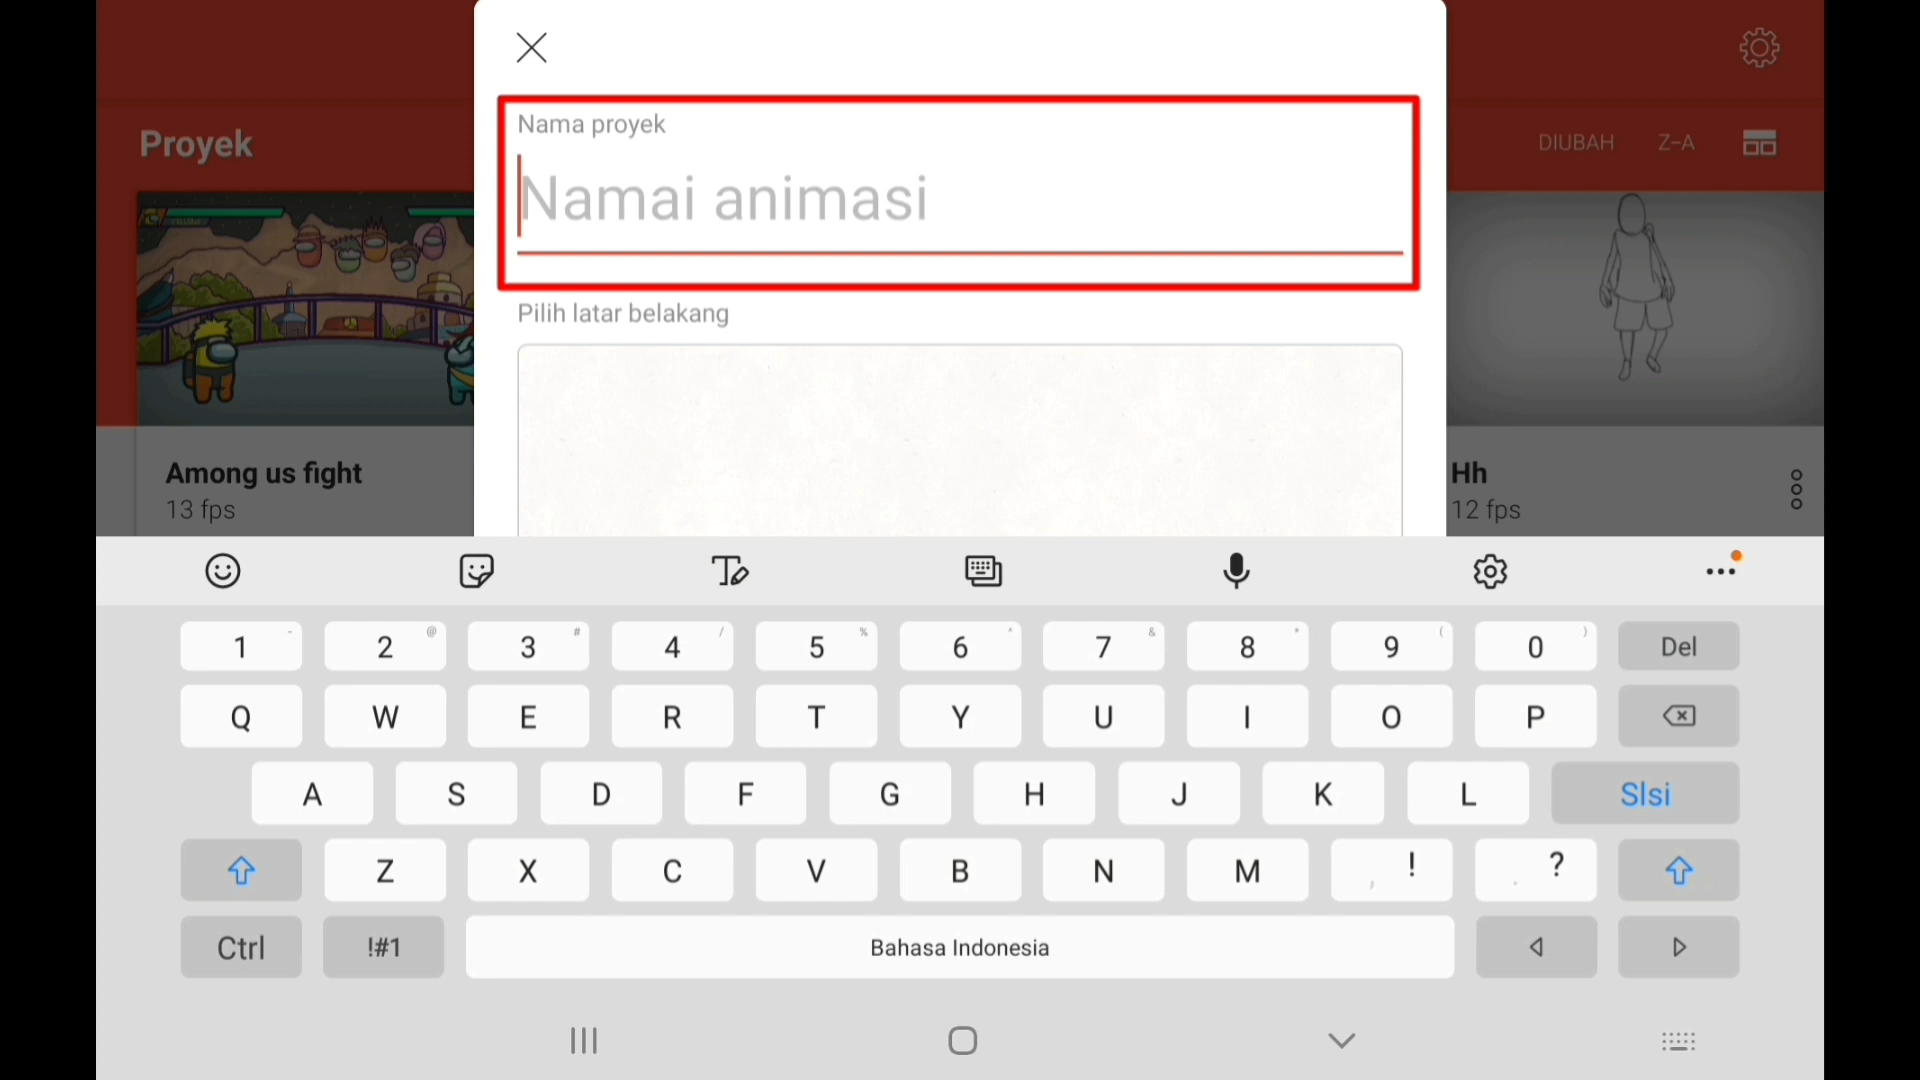 Nama proyek
Namai animasi
Pilih latar belakang
Proyek
DIUBAH Z-A
Among us fight
13 fps
Hh
12 fps
1 - 2 @ 3 # 4 / 5 % 6 ^ 7 & 8 * 9 ( 0 ) Del
Q W E R T Y U I O P
A S D F G H J K L Slsi
Z X C V B N M , ! . ?
Ctrl !#1 Bahasa Indonesia